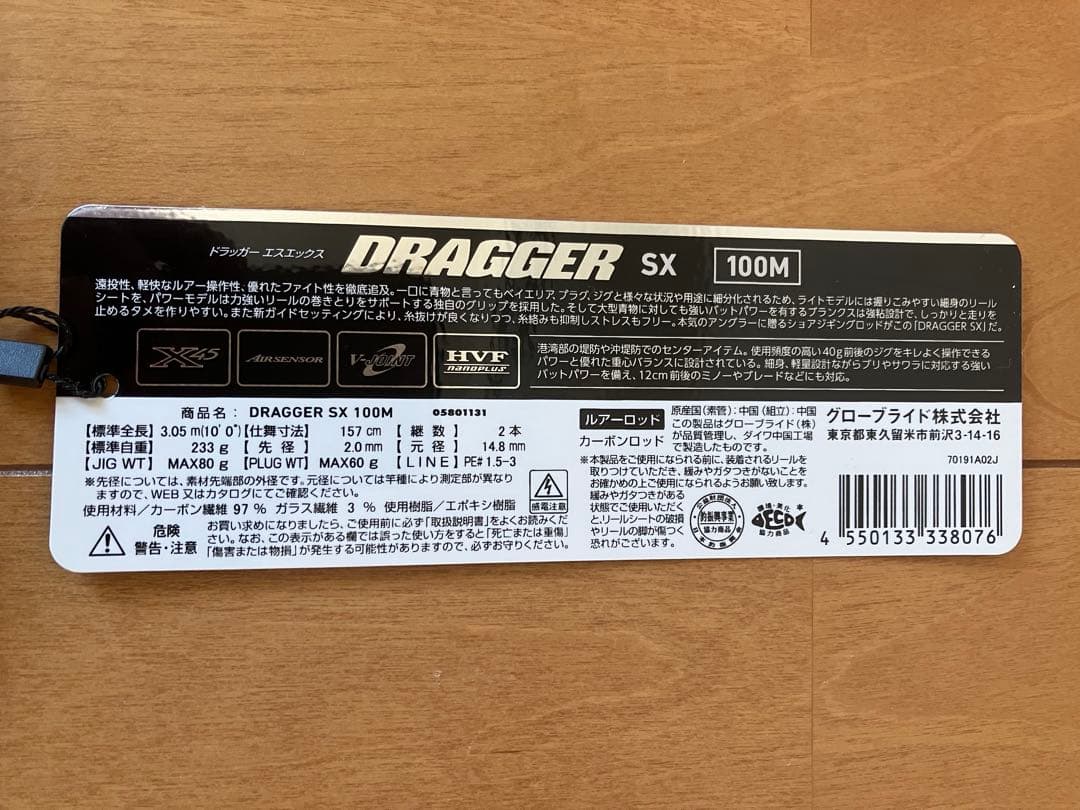 ドラッガー エスエックス DRAGGER SX 100M
遠投性、軽快なルアー操作性、優れたファイト性を徹底追及。一口に青物と言ってもベイエリア、プラグ、ジグと様々な状況や用途に細分化されるため、ライトモデルには握りこみやすい細身のリール
シートを、パワーモデルは力強いリールの巻きとりをサポートする独自のグリップを採用した。そして大型青物に対しても強いバットパワーを有するブランクスは強粘設計で、しっかりと走りを
止めるタメを作りやすい。また新ガイドセッティングにより、糸抜けが良くなりつつ、糸絡みも抑制しストレスもフリー。本気のアングラーに贈るショアジギングロッドがこの「DRAGGER SX」だ。
X45 AIRSENSOR V-JOINT HVF nanoplus
港湾部の堤防や沖堤防でのセンターアイテム。使用頻度の高い40g前後のジグをキレよく操作できる
パワーと優れた重心バランスに設計されている。細身、軽量設計ながらブリやサワラに対応する強い
バットパワーを備え、12cm前後のミノーやブレードなどにも対応。
商品名： DRAGGER SX 100M 05801131
【標準全長】 3.05 m(10′0″)【仕舞寸法】 157 cm 【 継 数 】 2 本
【標準自重】 233 g 【 先 径 】 2.0 mm 【 元 径 】 14.8 mm
【JIG WT】 MAX80 g 【PLUG WT】 MAX60 g 【 LINE 】 PE# 1.5-3
※先径については、素材先端部の外径です。元径については竿種により測定部が異なり
ますので、WEB 又はカタログにてご確認ください。
使用材料／カーボン繊維 97 % ガラス繊維 3 % 使用樹脂／エポキシ樹脂
感電注意
危険
警告・注意
お買い求めになりましたら、ご使用前に必ず「取扱説明書」をよくお読みくだ
さい。なお、この表示がある欄では誤った使い方をすると「死亡または重傷」
「傷害または物損」が発生する可能性がありますので、必ずお守りください。
ルアーロッド
カーボンロッド
原産国（素管）：中国（組立）：中国
この製品はグローブライド（株）
が品質管理し、ダイワ中国工場
で製造したものです。
※本製品をご使用になられる前に、装着されるリールを
取りつけていただき、緩みやガタつきがないことをお
確かめの上ご使用になられるようお願い致します。
緩みやガタつきがある
状態でご使用いただく
と、リールシートの破損
やリールの脚が傷つく
恐れがございます。
公益財団法人
釣振興事業
協力商品
日本釣振興会
環境・美化
LOVE BLUE
協力商品
グローブライド株式会社
東京都東久留米市前沢3-14-16
70191A02J
4 550133 338076